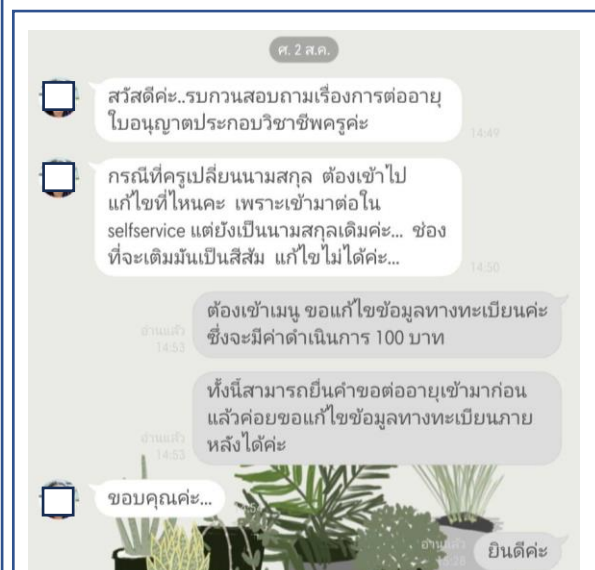 ศ. 2 ส.ค.
สวัสดีค่ะ..รบกวนสอบถามเรื่องการต่ออายุ
ใบอนุญาตประกอบวิชาชีพครูค่ะ
14:49
กรณีที่ครูเปลี่ยนนามสกุล ต้องเข้าไป
แก้ไขที่ไหนคะ เพราะเข้ามาต่อใน
selfservice แต่ยังเป็นนามสกุลเดิมค่ะ... ช่อง
ที่จะเติมมันเป็นสีส้ม แก้ไขไม่ได้ค่ะ...
14:50
ต้องเข้าเมนู ขอแก้ไขข้อมูลทางทะเบียนค่ะ
ซึ่งจะมีค่าดำเนินการ 100 บาท
อ่านแล้ว
14:53
ทั้งนี้สามารถยื่นคำขอต่ออายุเข้ามาก่อน
แล้วค่อยขอแก้ไขข้อมูลทางทะเบียนภาย
หลังได้ค่ะ
อ่านแล้ว
14:53
ขอบคุณค่ะ...
ยินดีค่ะ
อ่านแล้ว